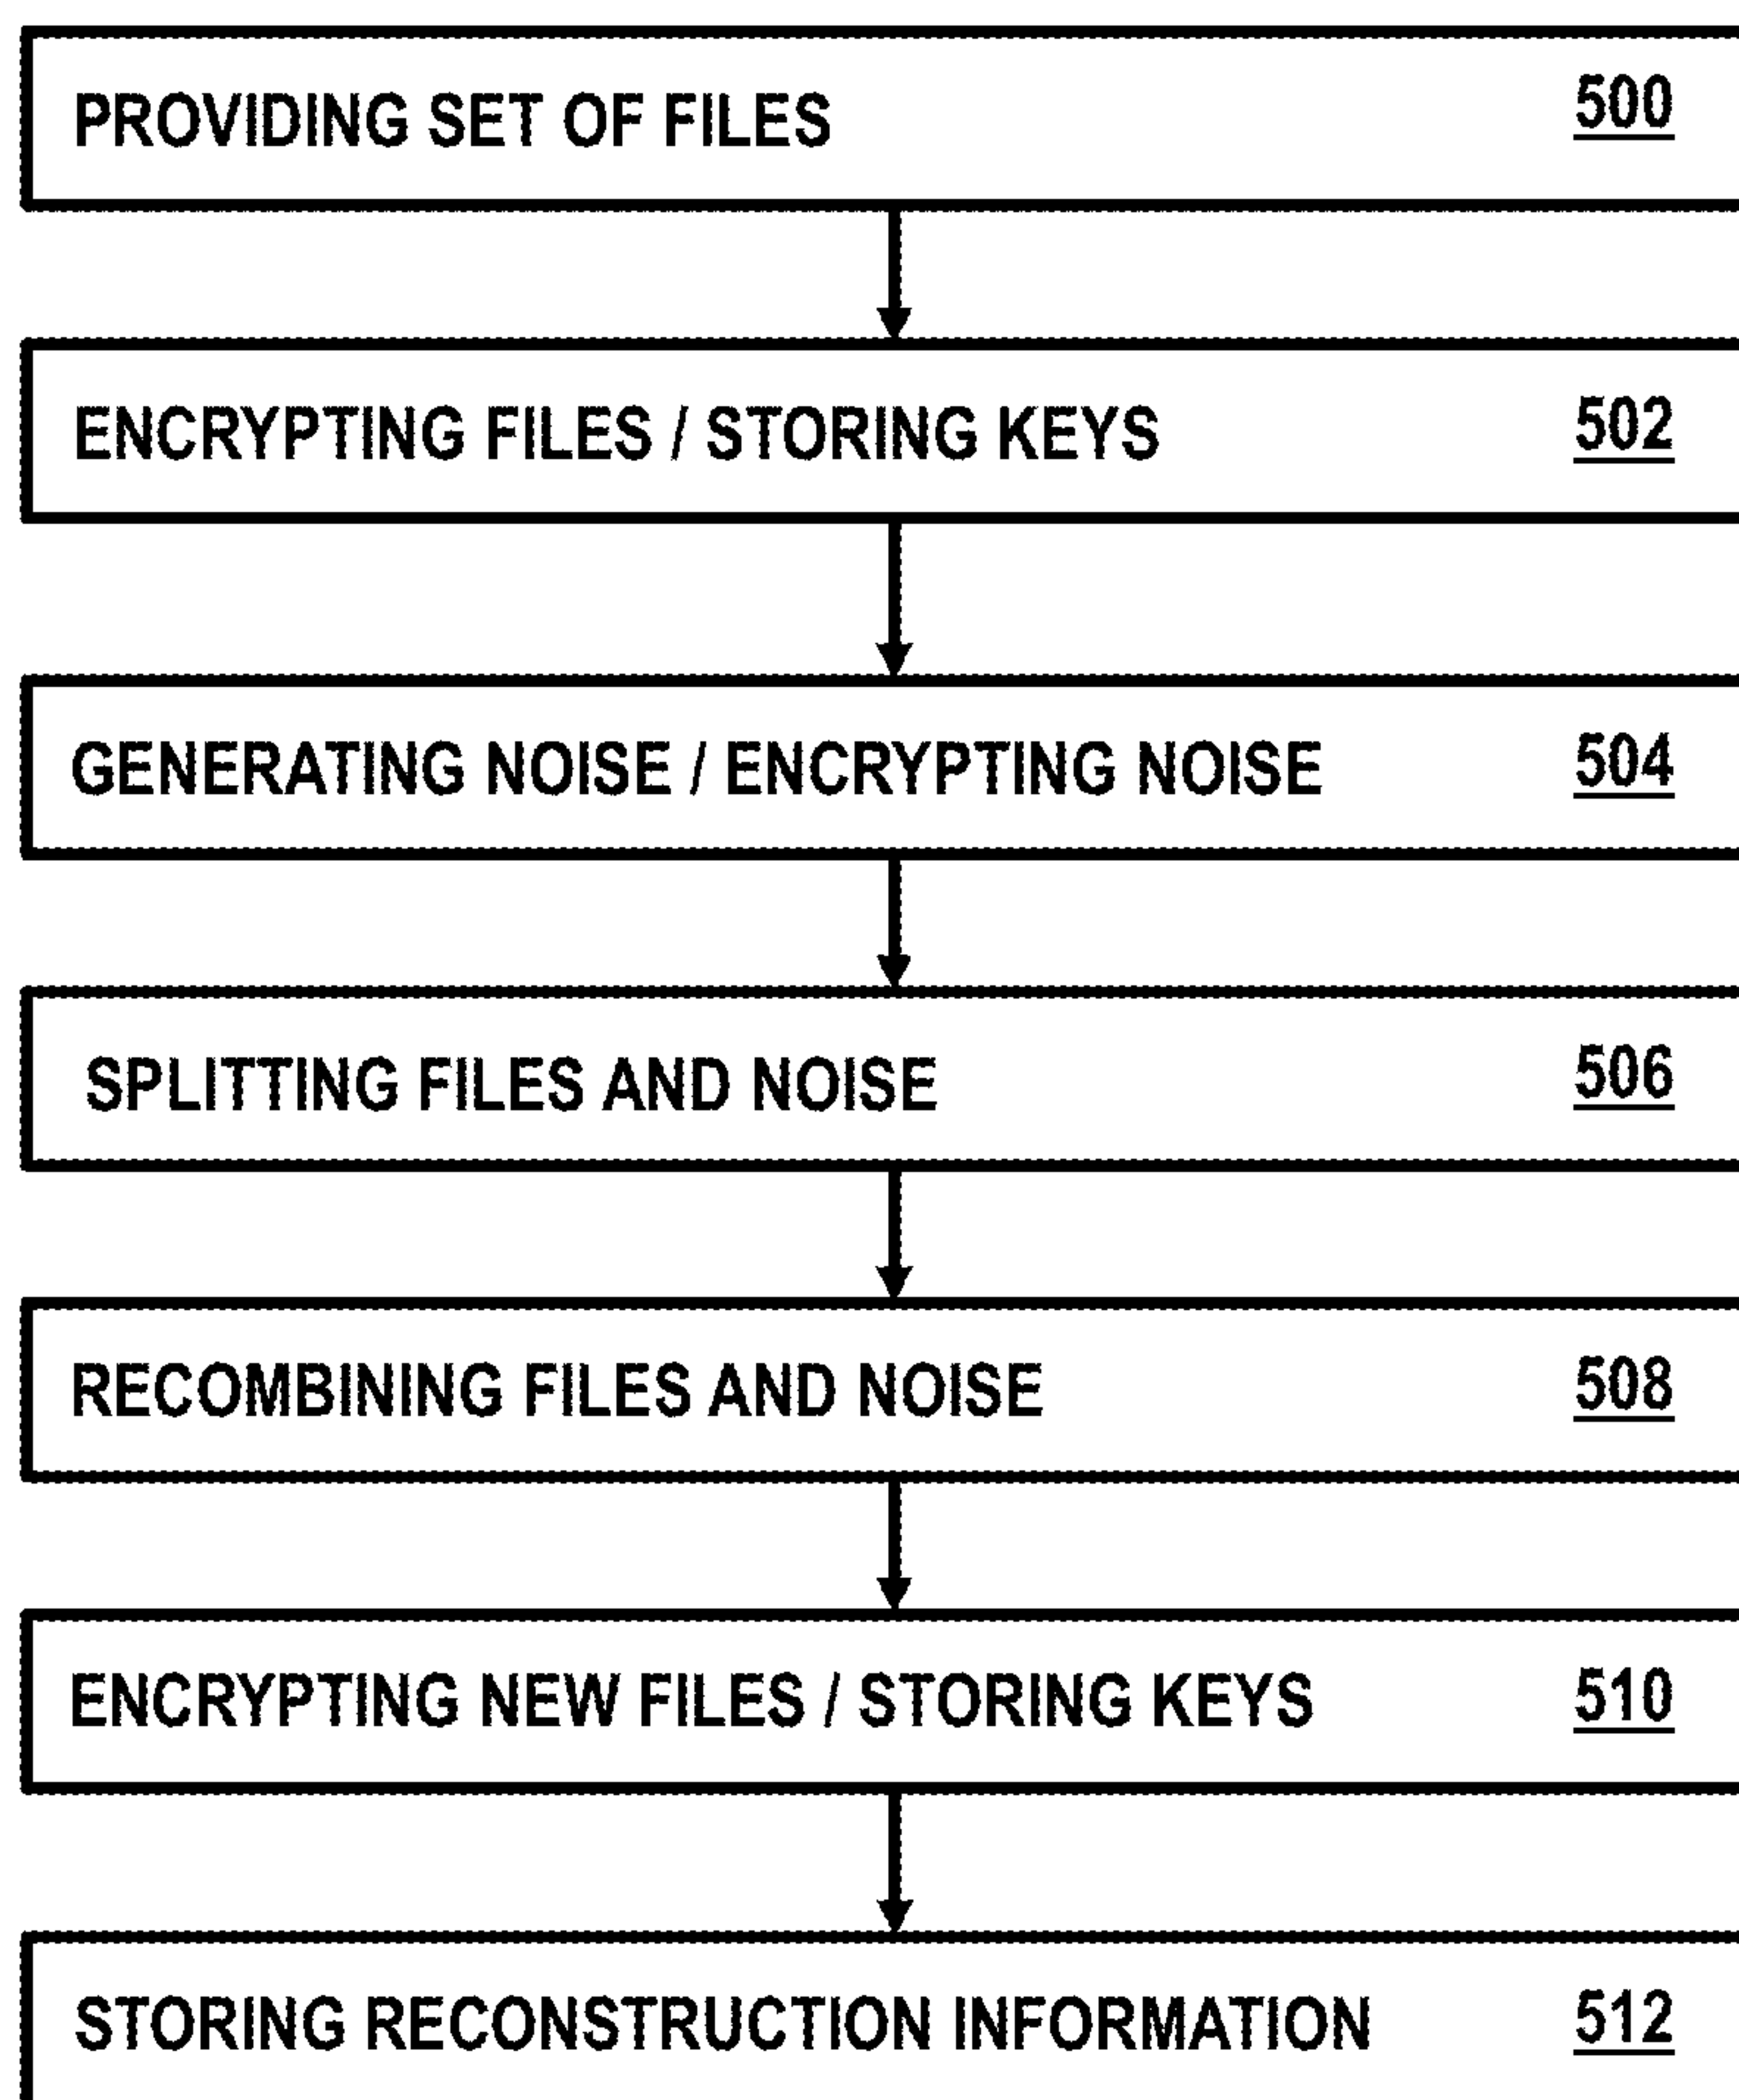 PROVIDING SET OF FILES 500
ENCRYPTING FILES / STORING KEYS 502
GENERATING NOISE / ENCRYPTING NOISE 504
SPLITTING FILES AND NOISE 506
RECOMBINING FILES AND NOISE 508
ENCRYPTING NEW FILES / STORING KEYS 510
STORING RECONSTRUCTION INFORMATION 512